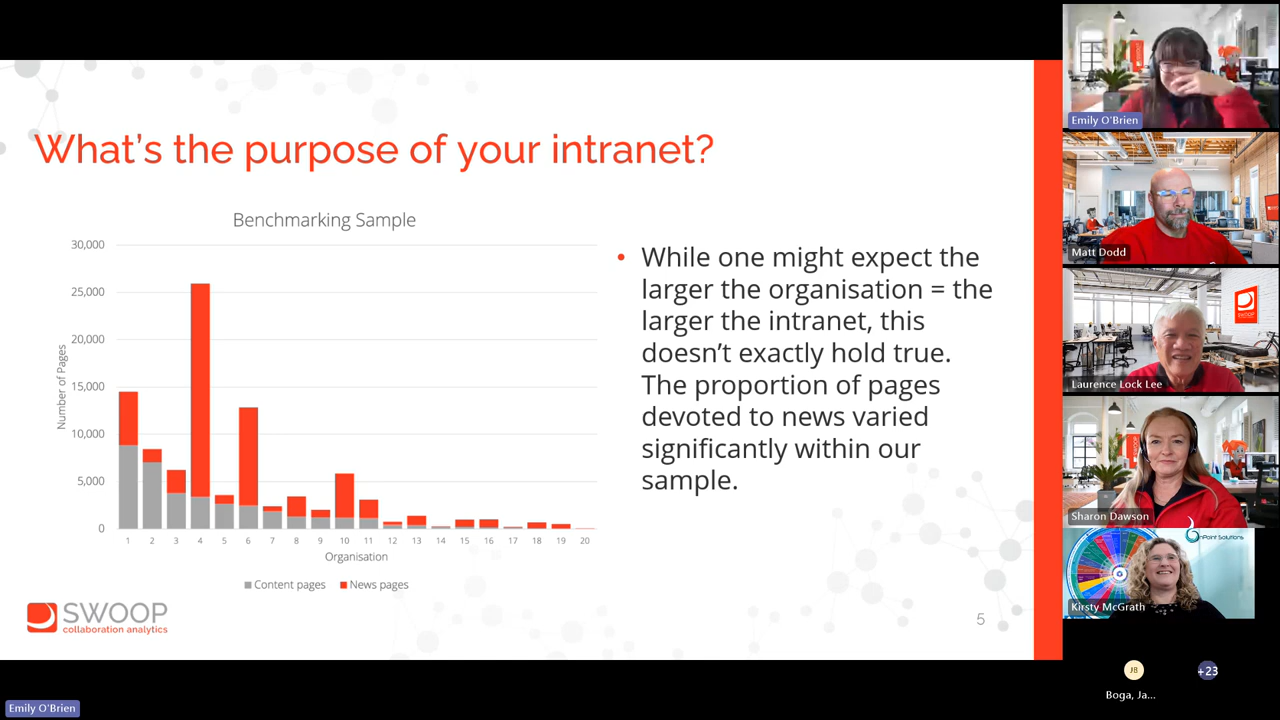 What's the purpose of your intranet?
Benchmarking Sample
30,000
25,000
20,000
15,000
10,000
5,000
0
Number of Pages
1 2 3 4 5 6 7 8 9 10 11 12 13 14 15 16 17 18 19 20
Organisation
Content pages News pages
• While one might expect the
larger the organisation = the
larger the intranet, this
doesn't exactly hold true.
The proportion of pages
devoted to news varied
significantly within our
sample.
SWOOP
collaboration analytics
5
Emily O'Brien
Matt Dodd
SWOOP
Laurence Lock Lee
Sharon Dawson
nPoint Solutions
Kirsty McGrath
JB
+23
Boga, Ja...
Emily O'Brien